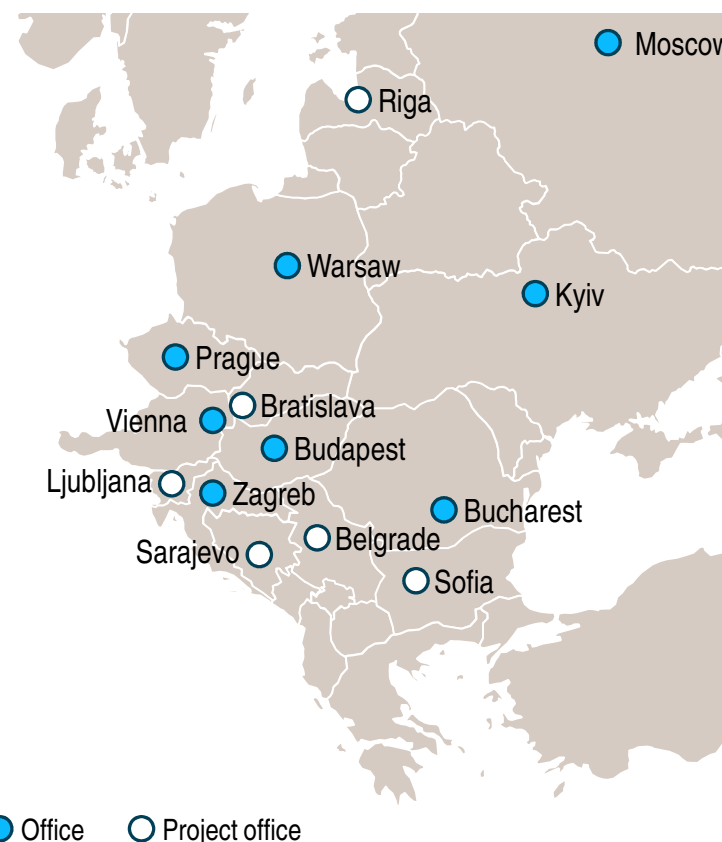 Moscow
Riga
Warsaw
Kyiv
Prague
Bratislava
Vienna
Budapest
Ljubljana
Zagreb
Bucharest
Belgrade
Sarajevo
Sofia
Office
Project office